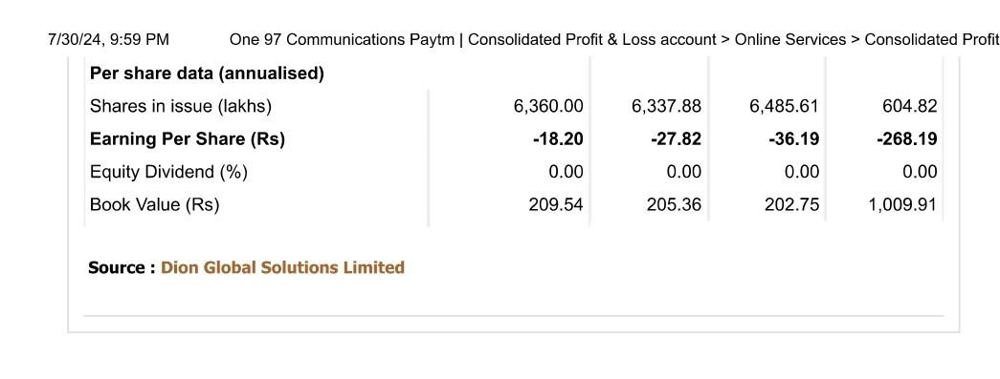 7/30/24, 9:59 PM One 97 Communications Paytm | Consolidated Profit & Loss account > Online Services > Consolidated Profit
Per share data (annualised)
Shares in issue (lakhs) 6,360.00 6,337.88 6,485.61 604.82
Earning Per Share (Rs) -18.20 -27.82 -36.19 -268.19
Equity Dividend (%) 0.00 0.00 0.00 0.00
Book Value (Rs) 209.54 205.36 202.75 1,009.91
Source : Dion Global Solutions Limited